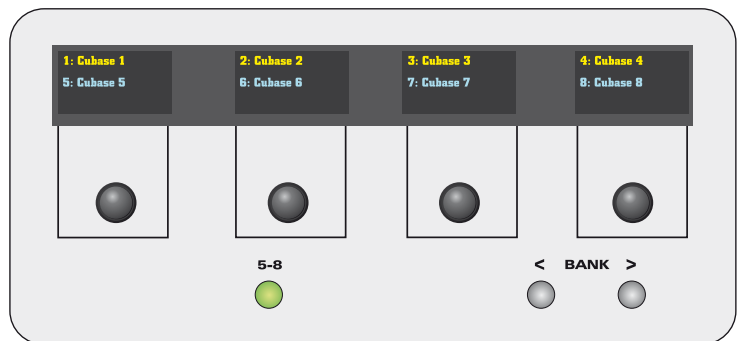 1: Cubase 1
5: Cubase 5
2: Cubase 2
6: Cubase 6
3: Cubase 3
7: Cubase 7
4: Cubase 4
8: Cubase 8
5-8
< BANK >